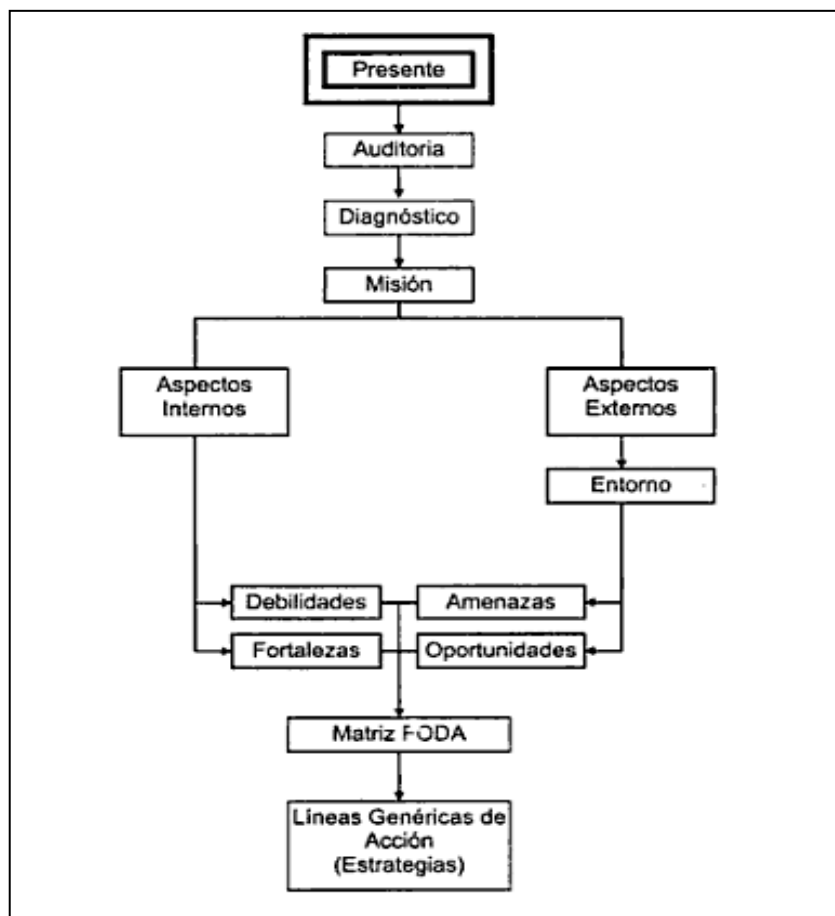 Presente
Auditoria
Diagnóstico
Misión
Aspectos
Internos
Aspectos
Externos
Entorno
Debilidades
Amenazas
Fortalezas
Oportunidades
Matriz FODA
Líneas Genéricas de
Acción
(Estrategias)